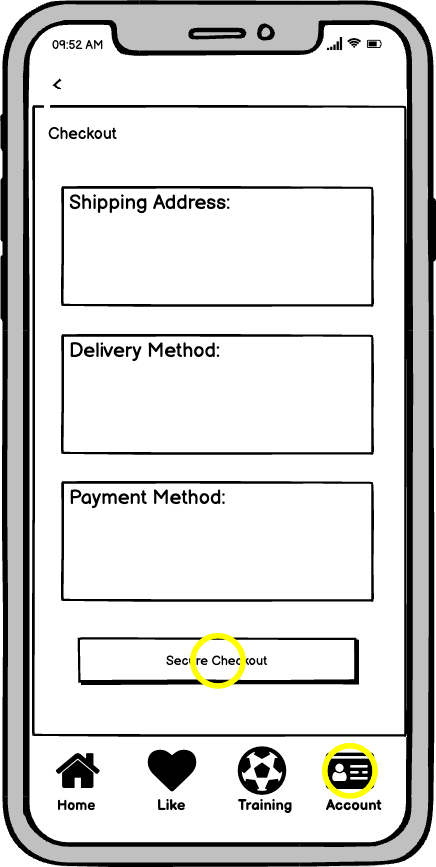 09:52 AM
Checkout
Shipping Address:
Delivery Method:
Payment Method:
Secure Checkout
Home Like Training Account